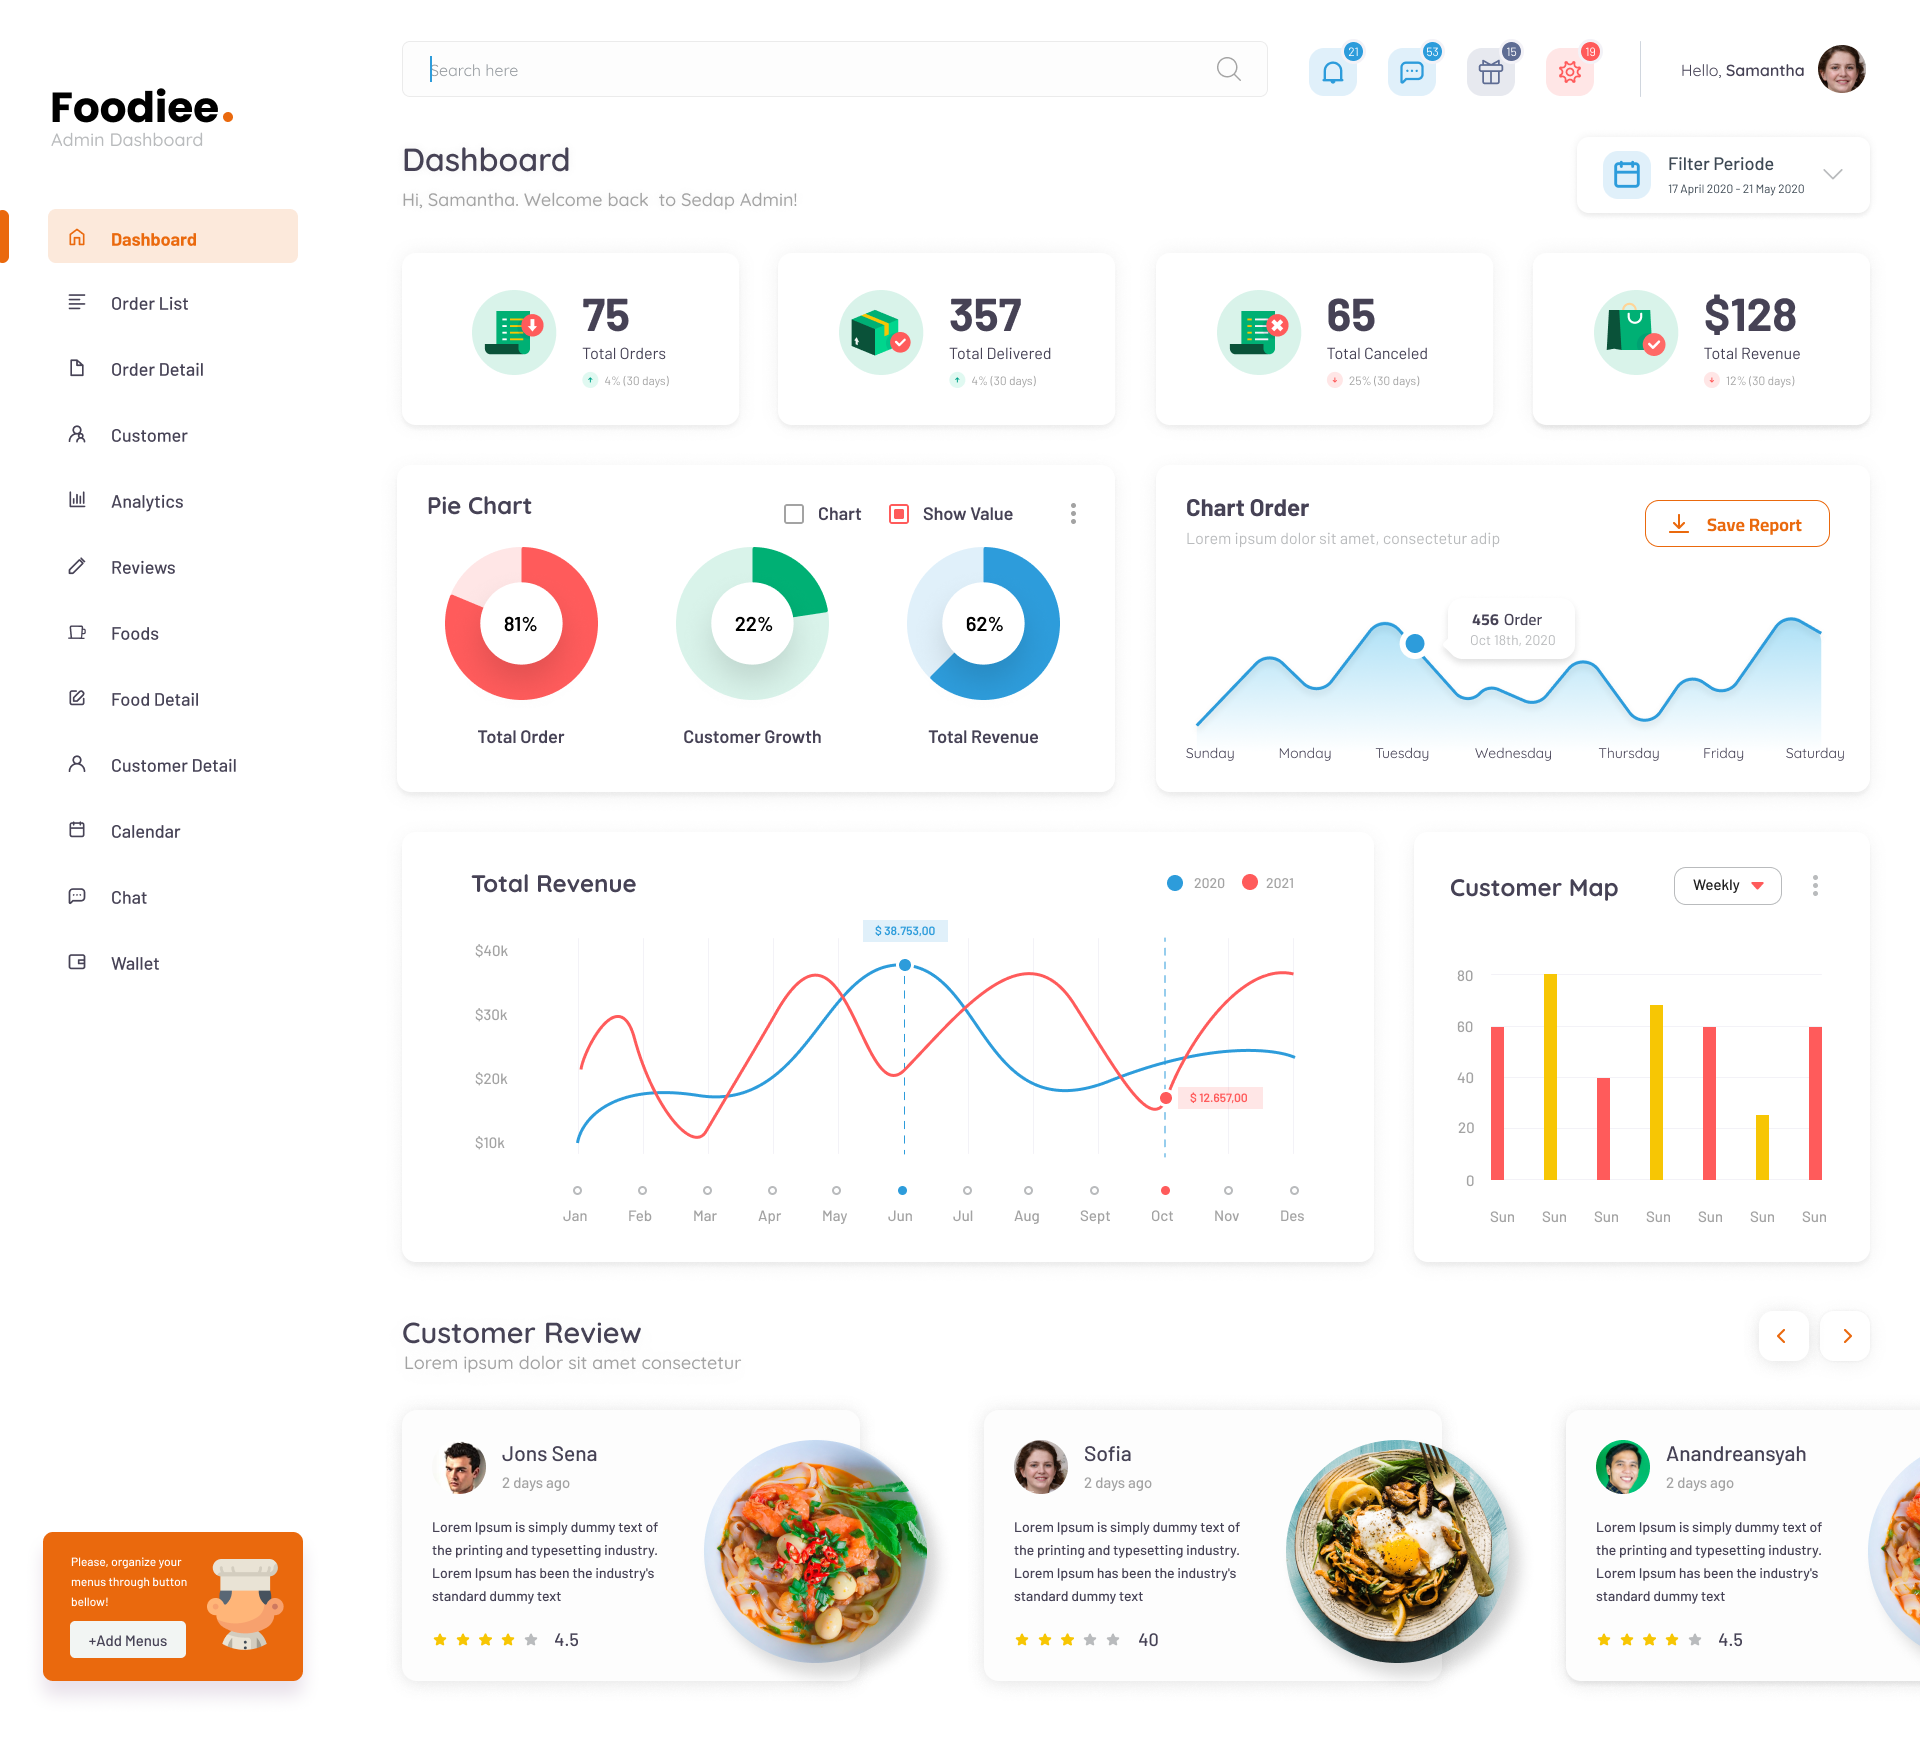 Foodiee.
Admin Dashboard
Dashboard
Order List
Order Detail
Customer
Analytics
Reviews
Foods
Food Detail
Customer Detail
Calendar
Chat
Wallet
Please, organize your
menus through button
bellow!
+Add Menus
Search here
21
53
15
19
Hello, Samantha
Dashboard
Hi, Samantha. Welcome back to Sedap Admin!
Filter Periode
17 April 2020 - 21 May 2020
75
Total Orders
4% (30 days)
357
Total Delivered
4% (30 days)
65
Total Canceled
25% (30 days)
$128
Total Revenue
12% (30 days)
Pie Chart
Chart
Show Value
81%
22%
62%
Total Order
Customer Growth
Total Revenue
Chart Order
Lorem ipsum dolor sit amet, consectetur adip
Save Report
456 Order
Oct 18th, 2020
Sunday Monday Tuesday Wednesday Thursday Friday Saturday
Total Revenue
2020
2021
$ 38.753,00
$40k
$30k
$20k
$10k
$ 12.657,00
Jan Feb Mar Apr May Jun Jul Aug Sept Oct Nov Des
Customer Map
Weekly
80
60
40
20
0
Sun Sun Sun Sun Sun Sun Sun
Customer Review
Lorem ipsum dolor sit amet consectetur
Jons Sena
2 days ago
Lorem Ipsum is simply dummy text of
the printing and typesetting industry.
Lorem Ipsum has been the industry's
standard dummy text
4.5
Sofia
2 days ago
Lorem Ipsum is simply dummy text of
the printing and typesetting industry.
Lorem Ipsum has been the industry's
standard dummy text
40
Anandreansyah
2 days ago
Lorem Ipsum is simply dummy text of
the printing and typesetting industry.
Lorem Ipsum has been the industry's
standard dummy text
4.5